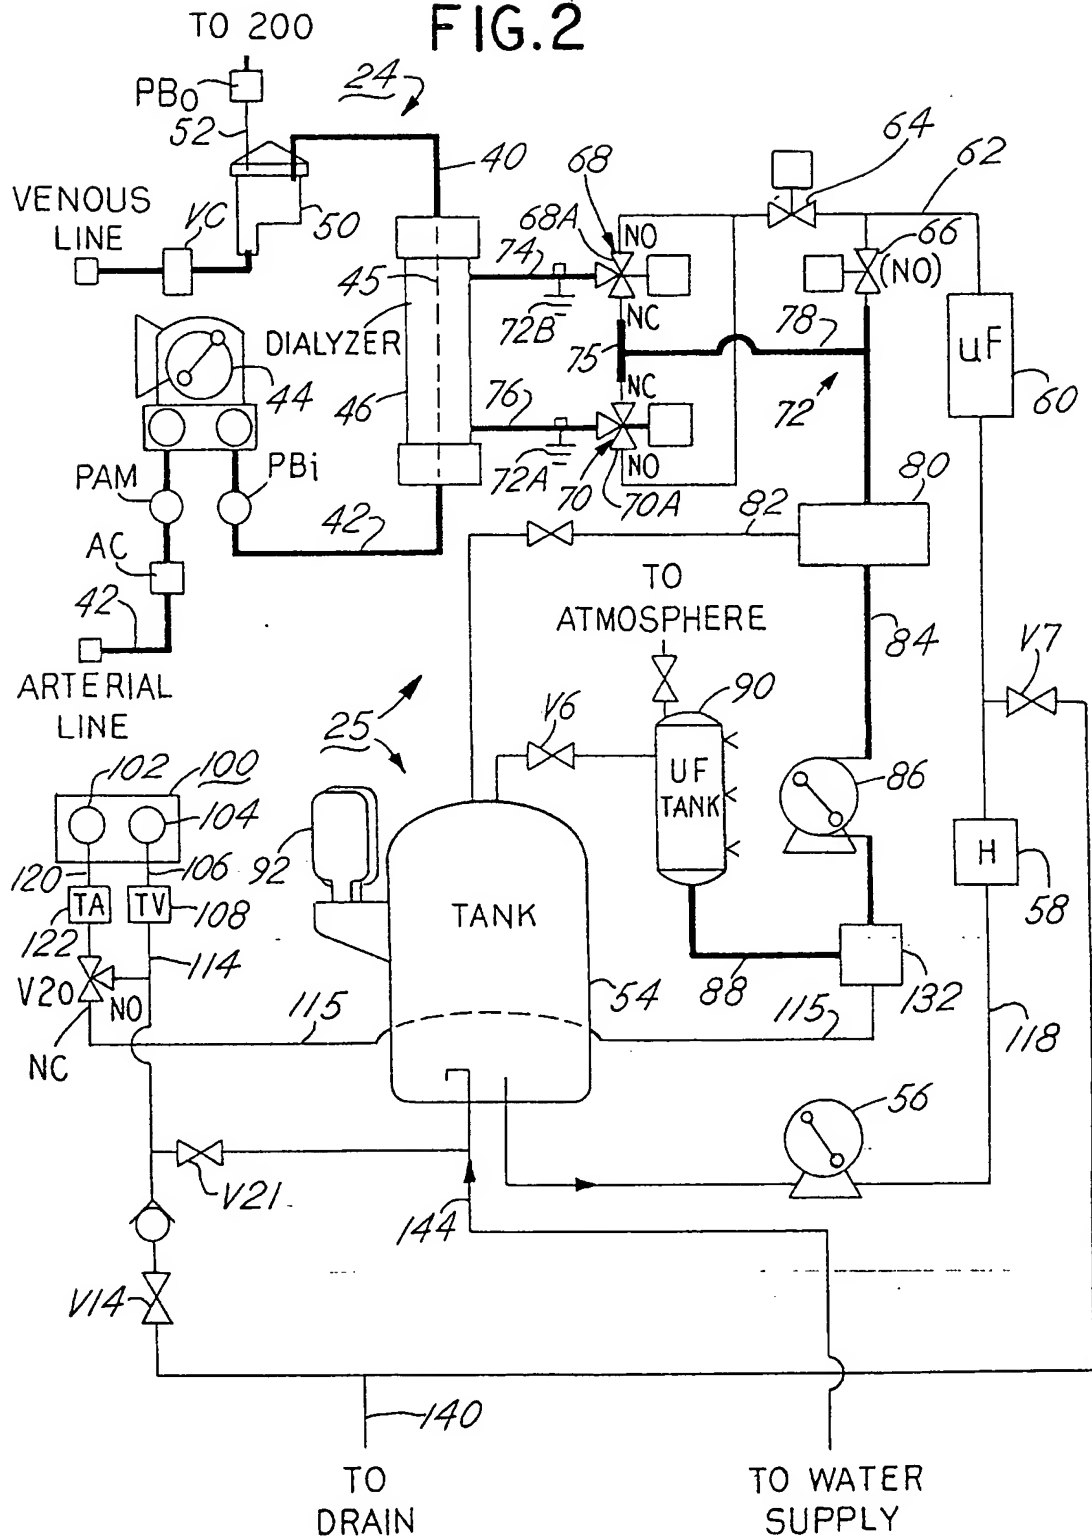 FIG.2
TO 200
PBo
24
52
40
68
64
62
VENOUS
LINE
VC
50
68A
NO
66
74
(NO)
45
72B
NC
78
DIALYZER
75
uF
44
46
76
NC
72
60
PAM
PBi
72A
70
NO
70A
80
82
AC
42
TO
ATMOSPHERE
84
V7
42
ARTERIAL
LINE
25
V6
90
UF
TANK
86
102
100
104
92
H
120
106
TA
TV
108
TANK
58
122
114
V20
NO
54
88
132
115
115
118
NC
56
V21
144
V14
140
TO
DRAIN
TO WATER
SUPPLY